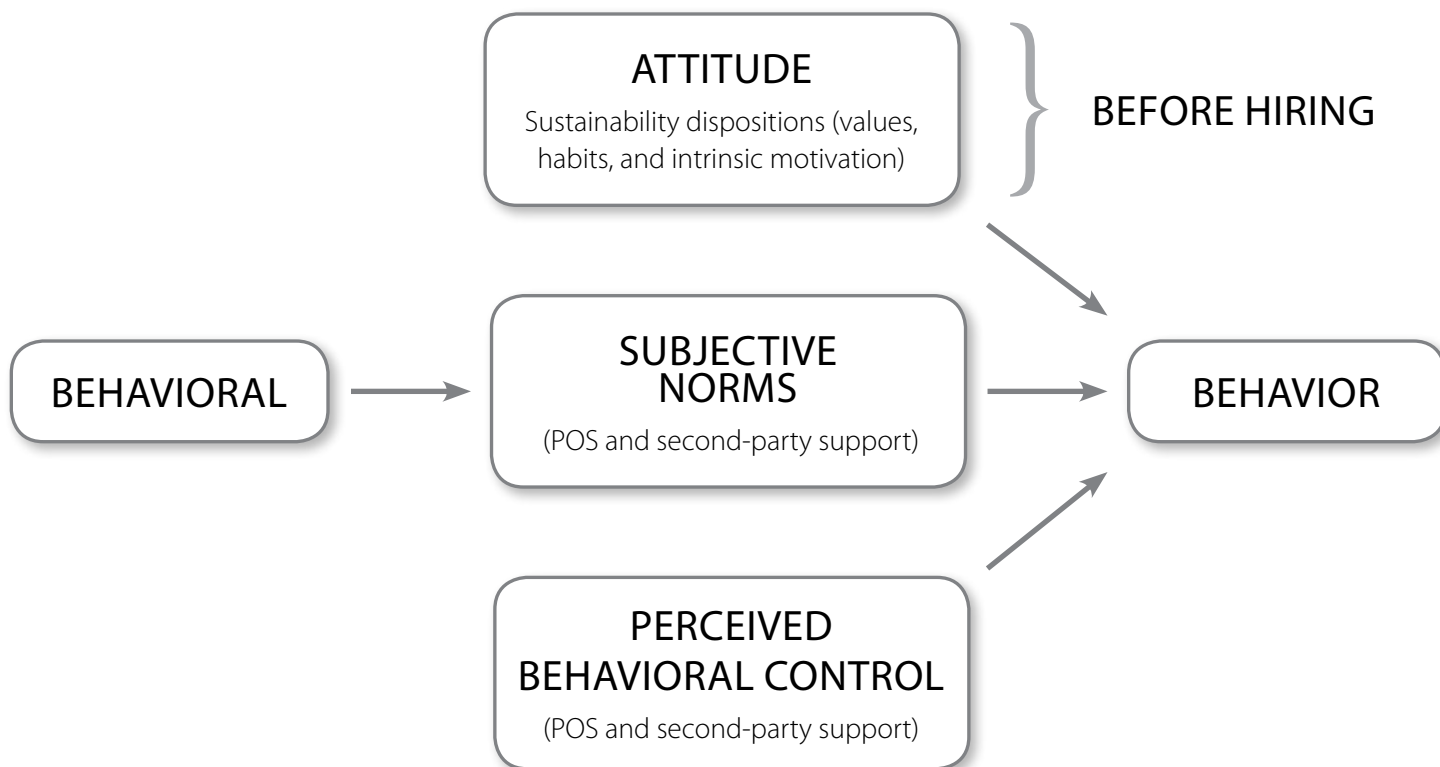 ATTITUDE
Sustainability dispositions (values,
habits, and intrinsic motivation)
BEFORE HIRING
BEHAVIORAL
SUBJECTIVE
NORMS
(POS and second-party support)
BEHAVIOR
PERCEIVED
BEHAVIORAL CONTROL
(POS and second-party support)